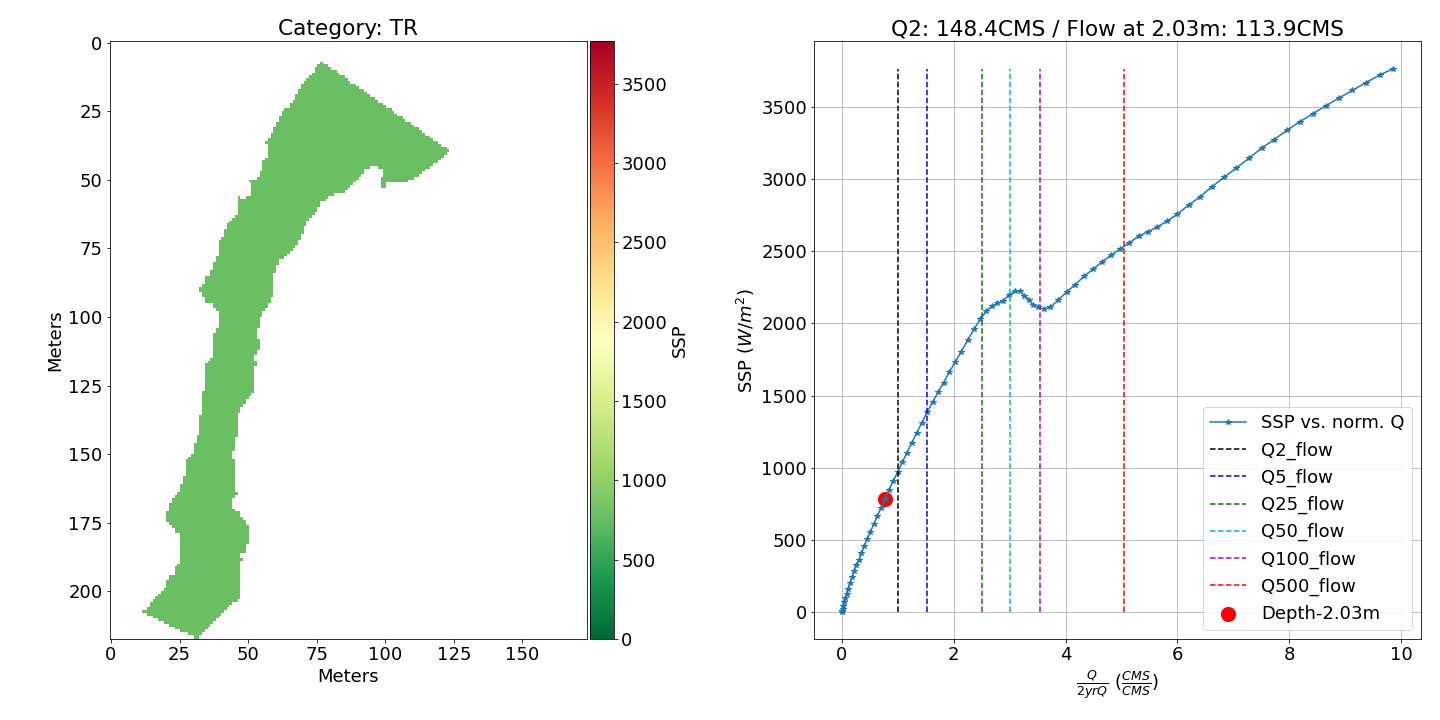 Category: TR
0
25
50
75
100
125
150
175
200
Meters
0 25 50 75 100 125 150
Meters
3500
3000
2500
2000
1500
1000
500
0
SSP
Q2: 148.4CMS / Flow at 2.03m: 113.9CMS
3500
3000
2500
2000
1500
1000
500
0
SSP (W/m²)
0 2 4 6 8 10
Q/2yrQ (CMS/CMS)
SSP vs. norm. Q
Q2_flow
Q5_flow
Q25_flow
Q50_flow
Q100_flow
Q500_flow
Depth-2.03m